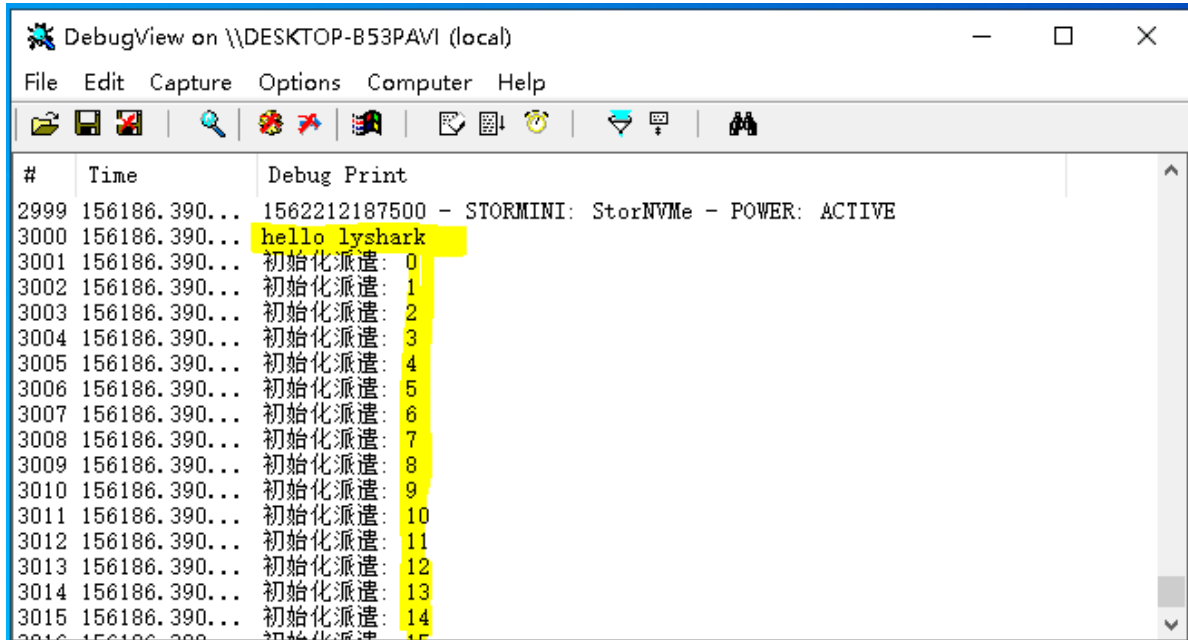 DebugView on \\DESKTOP-B53PAVI (local)
File Edit Capture Options Computer Help
# Time Debug Print
2999 156186.390... 1562212187500 - STORMINI: StorNVMe - POWER: ACTIVE
3000 156186.390... hello lyshark
3001 156186.390... 初始化派遣: 0
3002 156186.390... 初始化派遣: 1
3003 156186.390... 初始化派遣: 2
3004 156186.390... 初始化派遣: 3
3005 156186.390... 初始化派遣: 4
3006 156186.390... 初始化派遣: 5
3007 156186.390... 初始化派遣: 6
3008 156186.390... 初始化派遣: 7
3009 156186.390... 初始化派遣: 8
3010 156186.390... 初始化派遣: 9
3011 156186.390... 初始化派遣: 10
3012 156186.390... 初始化派遣: 11
3013 156186.390... 初始化派遣: 12
3014 156186.390... 初始化派遣: 13
3015 156186.390... 初始化派遣: 14